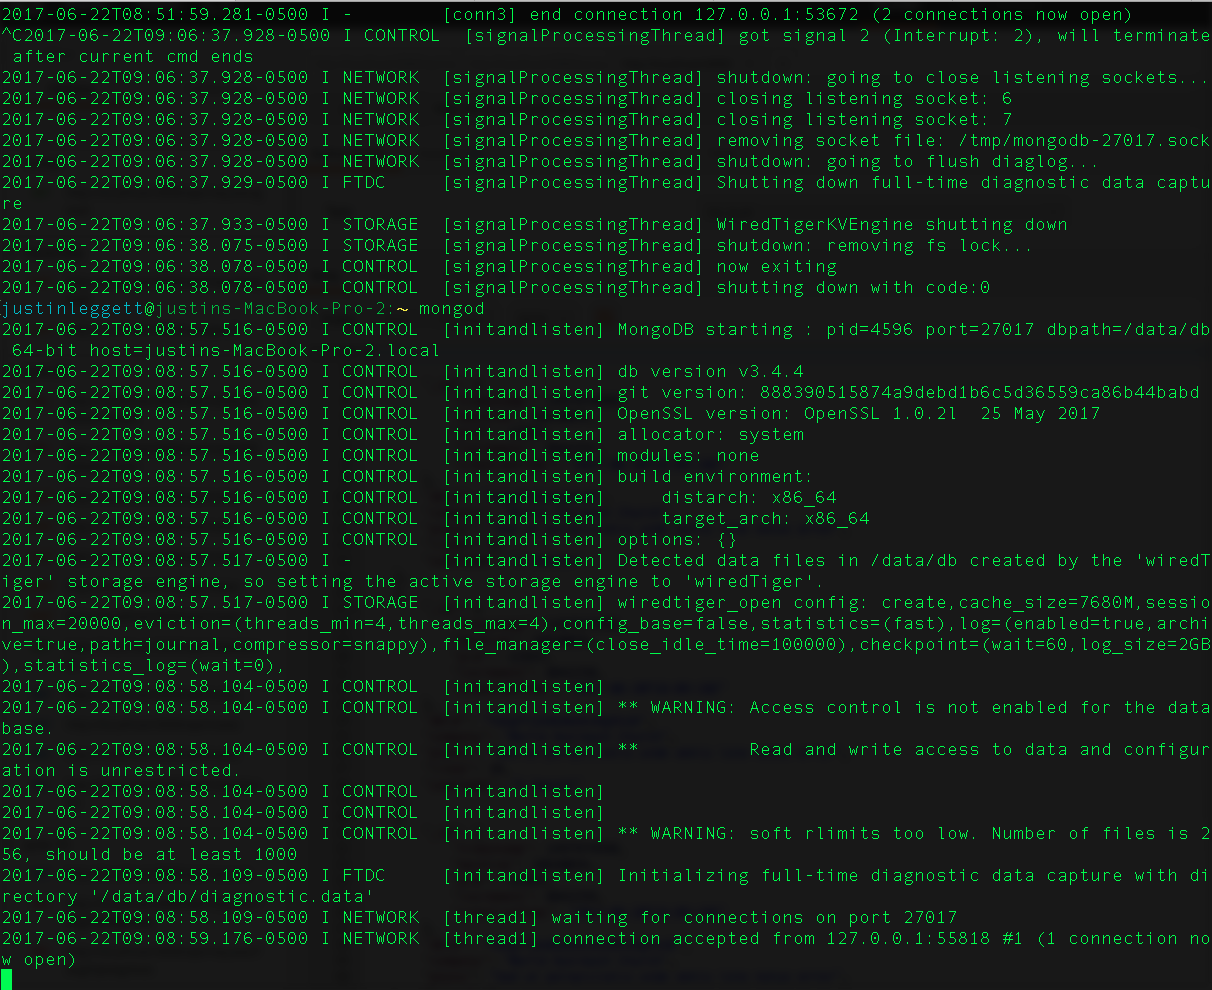 2017-06-22T08:51:59.281-0500 I -        [conn3] end connection 127.0.0.1:53672 (2 connections now open)
^C2017-06-22T09:06:37.928-0500 I CONTROL  [signalProcessingThread] got signal 2 (Interrupt: 2), will terminate
 after current cmd ends
2017-06-22T09:06:37.928-0500 I NETWORK  [signalProcessingThread] shutdown: going to close listening sockets...
2017-06-22T09:06:37.928-0500 I NETWORK  [signalProcessingThread] closing listening socket: 6
2017-06-22T09:06:37.928-0500 I NETWORK  [signalProcessingThread] closing listening socket: 7
2017-06-22T09:06:37.928-0500 I NETWORK  [signalProcessingThread] removing socket file: /tmp/mongodb-27017.sock
2017-06-22T09:06:37.928-0500 I NETWORK  [signalProcessingThread] shutdown: going to flush diaglog...
2017-06-22T09:06:37.929-0500 I FTDC     [signalProcessingThread] Shutting down full-time diagnostic data captu
re
2017-06-22T09:06:37.933-0500 I STORAGE  [signalProcessingThread] WiredTigerKVEngine shutting down
2017-06-22T09:06:38.075-0500 I STORAGE  [signalProcessingThread] shutdown: removing fs lock...
2017-06-22T09:06:38.078-0500 I CONTROL  [signalProcessingThread] now exiting
2017-06-22T09:06:38.078-0500 I CONTROL  [signalProcessingThread] shutting down with code:0
justinleggett@justins-MacBook-Pro-2:~ mongod
2017-06-22T09:08:57.516-0500 I CONTROL  [initandlisten] MongoDB starting : pid=4596 port=27017 dbpath=/data/db
 64-bit host=justins-MacBook-Pro-2.local
2017-06-22T09:08:57.516-0500 I CONTROL  [initandlisten] db version v3.4.4
2017-06-22T09:08:57.516-0500 I CONTROL  [initandlisten] git version: 888390515874a9debd1b6c5d36559ca86b44babd
2017-06-22T09:08:57.516-0500 I CONTROL  [initandlisten] OpenSSL version: OpenSSL 1.0.2l  25 May 2017
2017-06-22T09:08:57.516-0500 I CONTROL  [initandlisten] allocator: system
2017-06-22T09:08:57.516-0500 I CONTROL  [initandlisten] modules: none
2017-06-22T09:08:57.516-0500 I CONTROL  [initandlisten] build environment:
2017-06-22T09:08:57.516-0500 I CONTROL  [initandlisten]     distarch: x86_64
2017-06-22T09:08:57.516-0500 I CONTROL  [initandlisten]     target_arch: x86_64
2017-06-22T09:08:57.516-0500 I CONTROL  [initandlisten] options: {}
2017-06-22T09:08:57.517-0500 I -        [initandlisten] Detected data files in /data/db created by the 'wiredT
iger' storage engine, so setting the active storage engine to 'wiredTiger'.
2017-06-22T09:08:57.517-0500 I STORAGE  [initandlisten] wiredtiger_open config: create,cache_size=7680M,sessio
n_max=20000,eviction=(threads_min=4,threads_max=4),config_base=false,statistics=(fast),log=(enabled=true,archi
ve=true,path=journal,compressor=snappy),file_manager=(close_idle_time=100000),checkpoint=(wait=60,log_size=2GB
),statistics_log=(wait=0),
2017-06-22T09:08:58.104-0500 I CONTROL  [initandlisten]
2017-06-22T09:08:58.104-0500 I CONTROL  [initandlisten] ** WARNING: Access control is not enabled for the data
base.
2017-06-22T09:08:58.104-0500 I CONTROL  [initandlisten] **          Read and write access to data and configur
ation is unrestricted.
2017-06-22T09:08:58.104-0500 I CONTROL  [initandlisten]
2017-06-22T09:08:58.104-0500 I CONTROL  [initandlisten]
2017-06-22T09:08:58.104-0500 I CONTROL  [initandlisten] ** WARNING: soft rlimits too low. Number of files is 2
56, should be at least 1000
2017-06-22T09:08:58.109-0500 I FTDC     [initandlisten] Initializing full-time diagnostic data capture with di
rectory '/data/db/diagnostic.data'
2017-06-22T09:08:58.109-0500 I NETWORK  [thread1] waiting for connections on port 27017
2017-06-22T09:08:59.176-0500 I NETWORK  [thread1] connection accepted from 127.0.0.1:55818 #1 (1 connection no
w open)